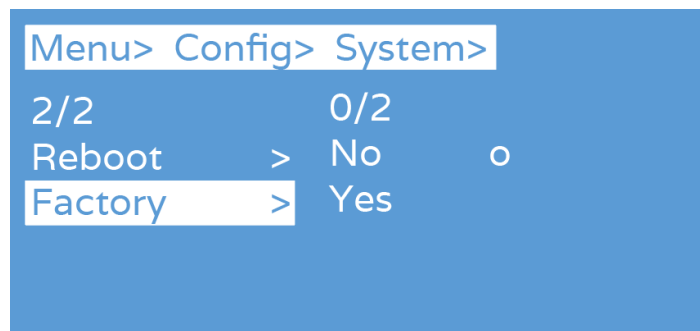 Menu> Config> System>
2/2 0/2
Reboot > No o
Factory > Yes